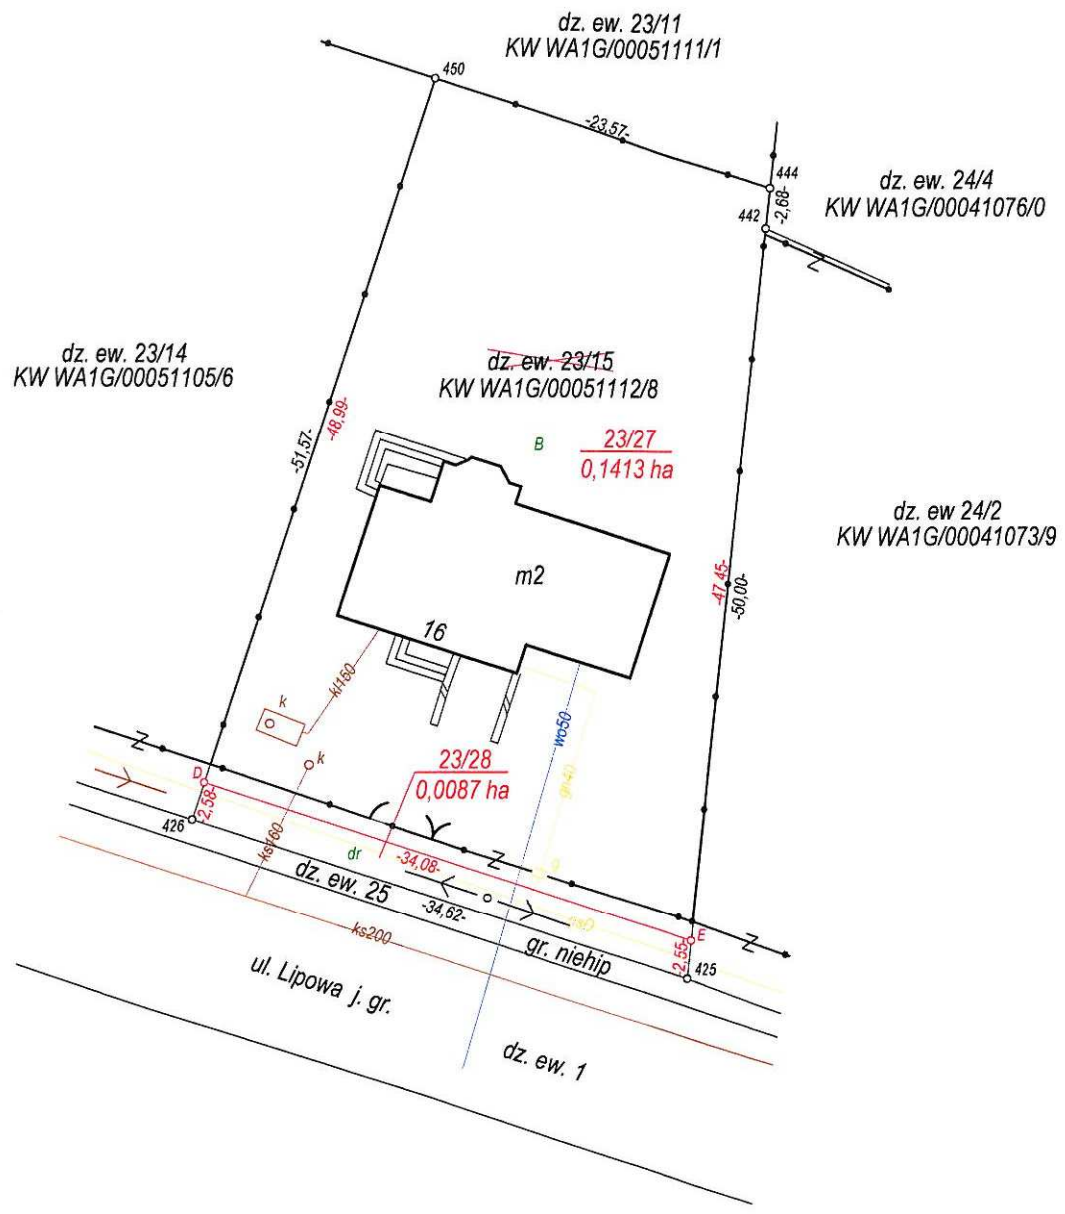 dz. ew. 23/11
KW WA1G/00051111/1
450
-23,57-
444
-2,68-
442
dz. ew. 24/4
KW WA1G/00041076/0
Z
dz. ew. 23/14
KW WA1G/00051105/6
dz. ew. 23/15
KW WA1G/00051112/8
-48,99-
-51,57-
B
23/27
0,1413 ha
dz. ew 24/2
KW WA1G/00041073/9
m2
-47,45-
-50,00-
16
kl160
k
k
wo50
23/28
0,0087 ha
Z
D
-2,58-
426
ks160
dr
-34,08-
Z
g
dz. ew. 25
-34,62-
E
Z
-2,55-
425
gr. niehip
ks200
ul. Lipowa j. gr.
dz. ew. 1